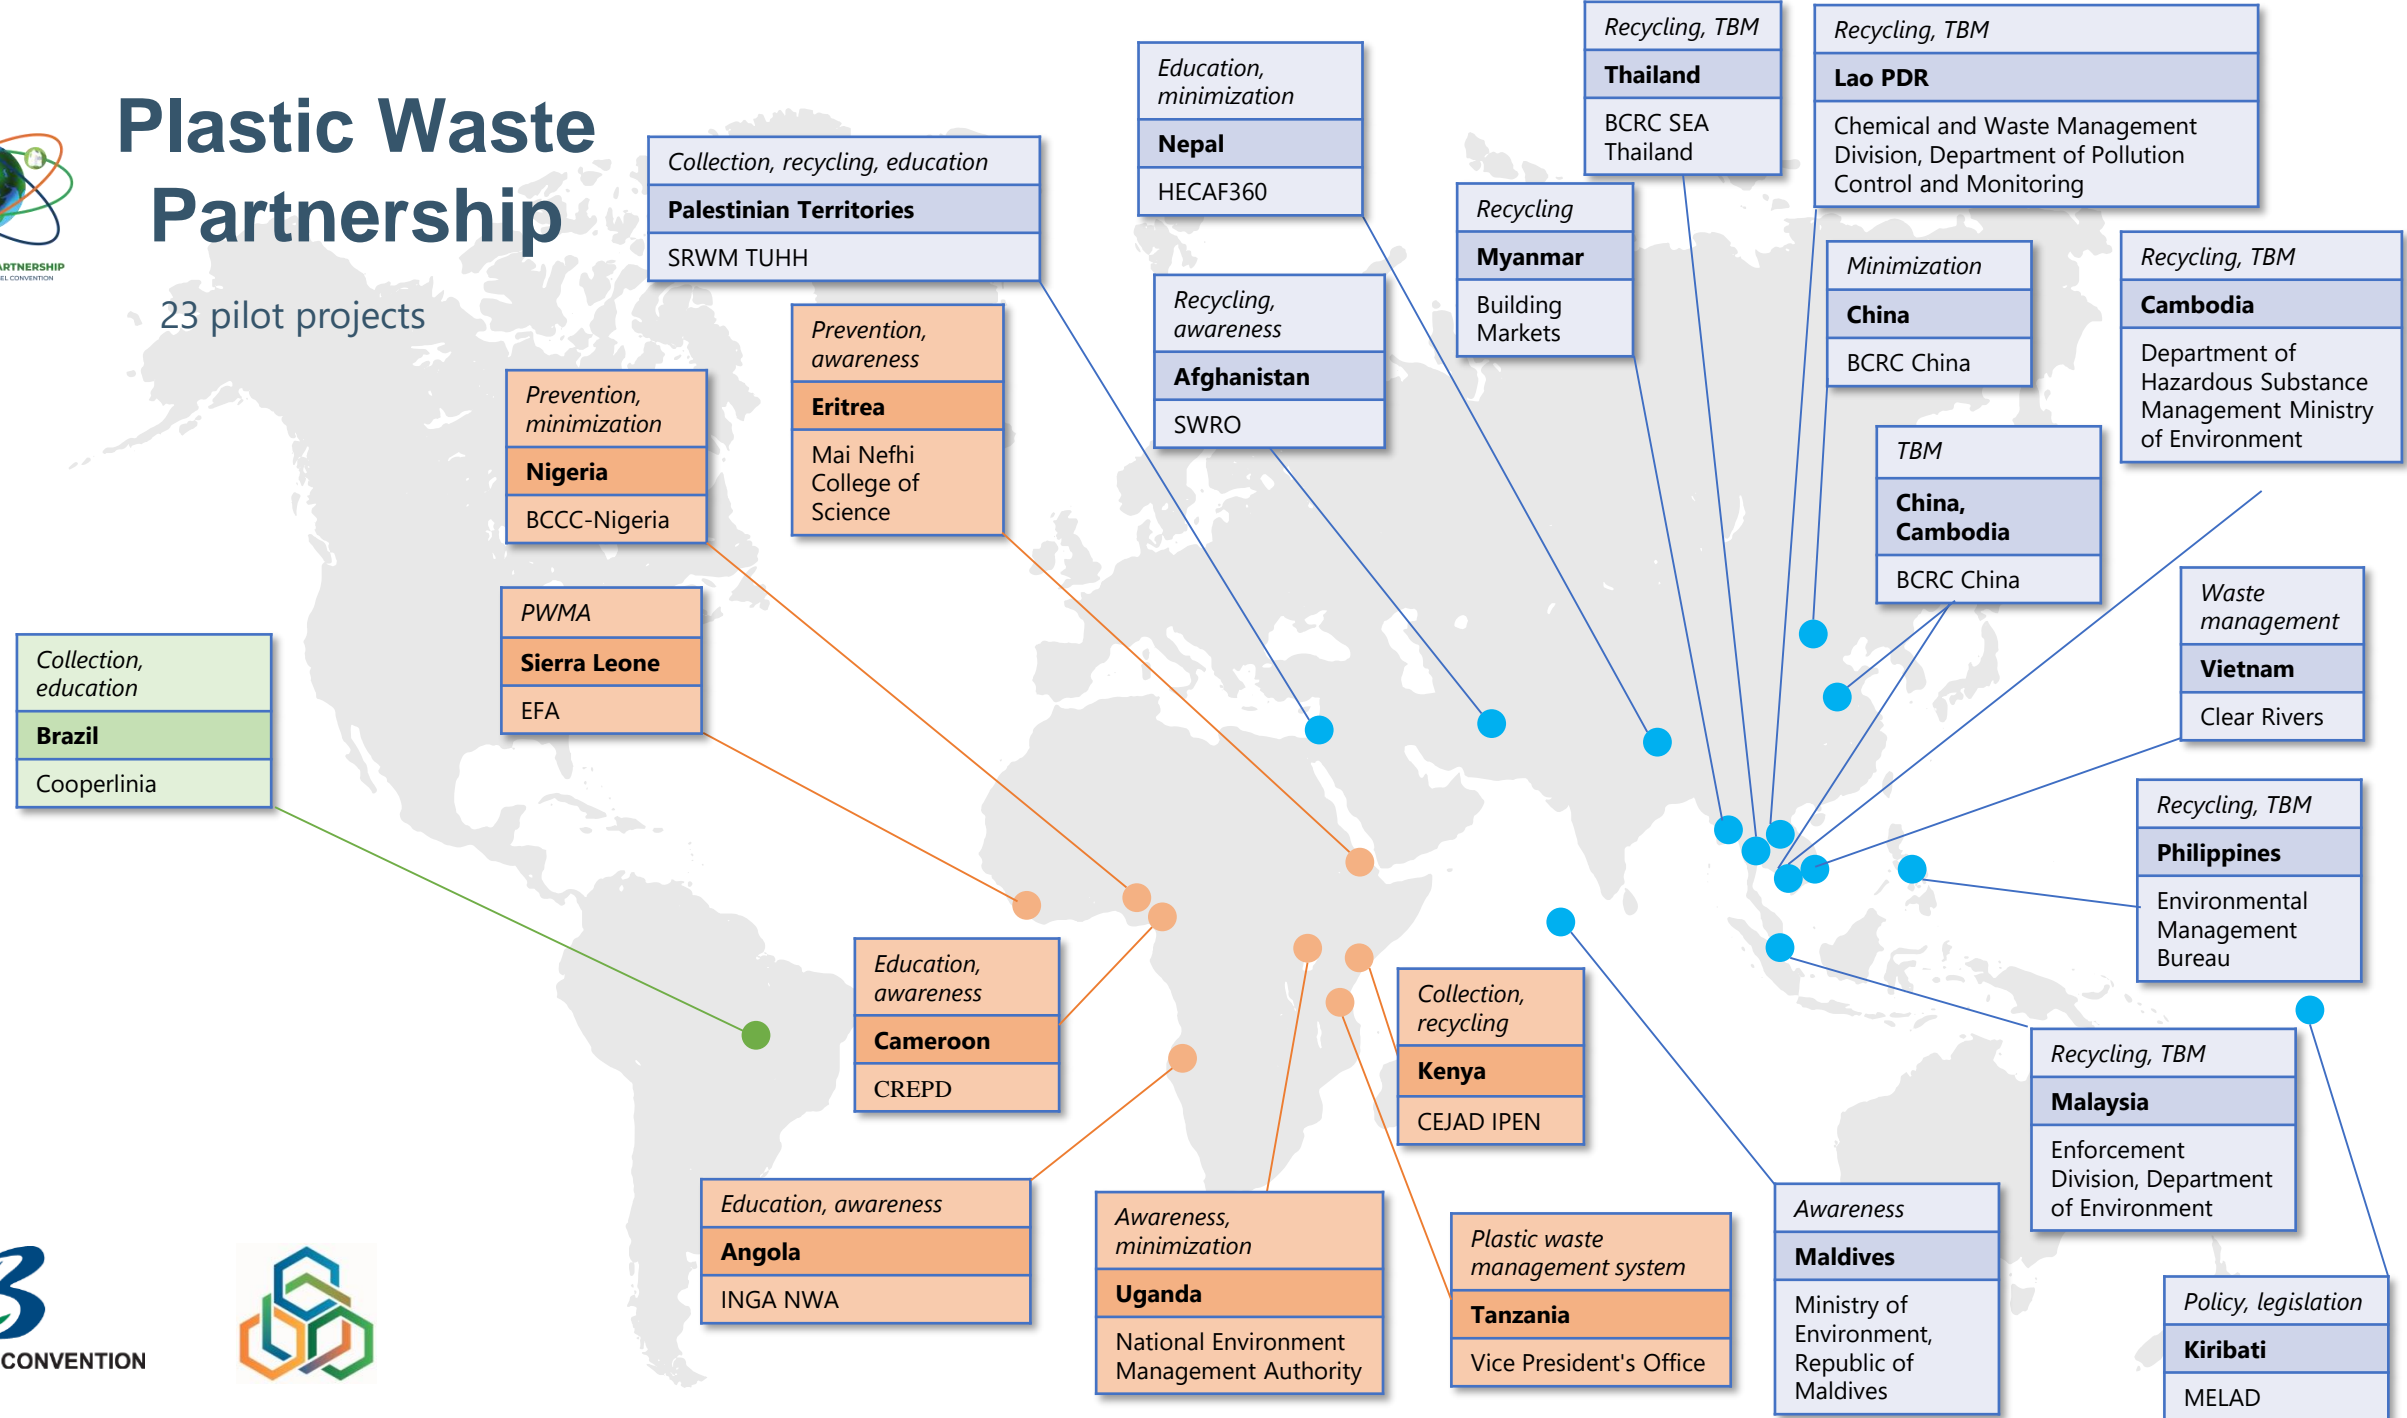 Plastic Waste
Partnership
23 pilot projects
ARTNERSHIP
EL CONVENTION
Collection, recycling, education
Palestinian Territories
SRWM TUHH
Education,
minimization
Nepal
HECAF360
Recycling, TBM
Thailand
BCRC SEA
Thailand
Recycling, TBM
Lao PDR
Chemical and Waste Management
Division, Department of Pollution
Control and Monitoring
Recycling
Myanmar
Building
Markets
Minimization
China
BCRC China
Recycling, TBM
Cambodia
Department of
Hazardous Substance
Management Ministry
of Environment
Recycling,
awareness
Afghanistan
SWRO
Prevention,
awareness
Eritrea
Mai Nefhi
College of
Science
Prevention,
minimization
Nigeria
BCCC-Nigeria
TBM
China,
Cambodia
BCRC China
Waste
management
Vietnam
Clear Rivers
PWMA
Sierra Leone
EFA
Collection,
education
Brazil
Cooperlinia
Recycling, TBM
Philippines
Environmental
Management
Bureau
Education,
awareness
Cameroon
CREPD
Collection,
recycling
Kenya
CEJAD IPEN
Recycling, TBM
Malaysia
Enforcement
Division, Department
of Environment
Education, awareness
Angola
INGA NWA
Awareness,
minimization
Uganda
National Environment
Management Authority
Plastic waste
management system
Tanzania
Vice President's Office
Awareness
Maldives
Ministry of
Environment,
Republic of
Maldives
Policy, legislation
Kiribati
MELAD
CONVENTION